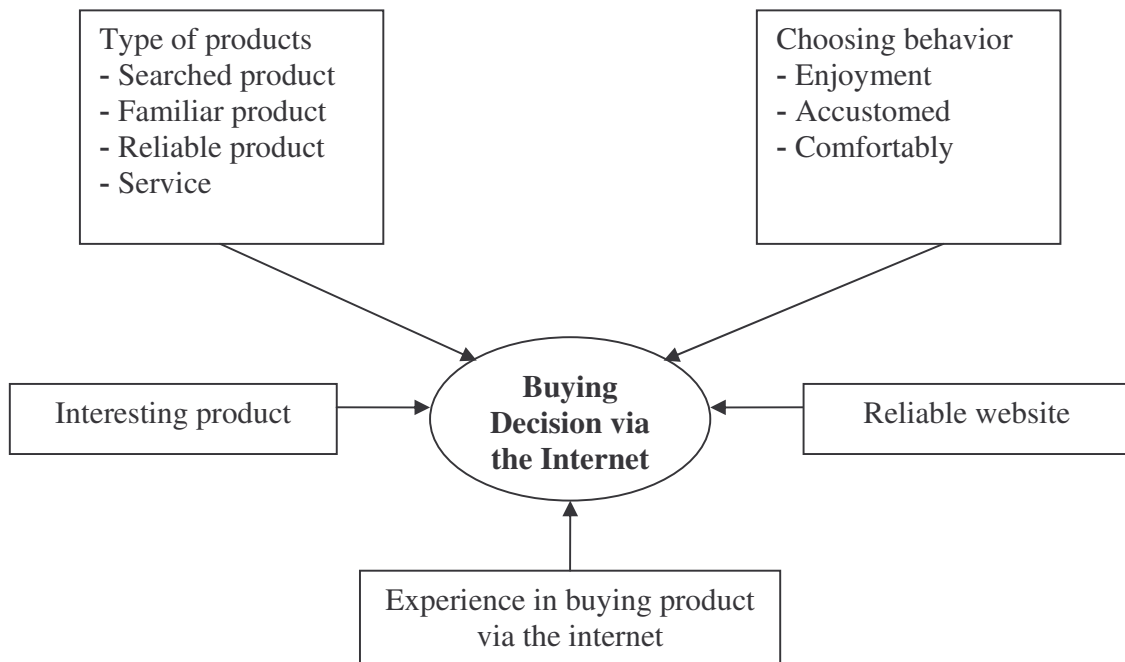 Type of products
- Searched product
- Familiar product
- Reliable product
- Service
Choosing behavior
- Enjoyment
- Accustomed
- Comfortably
Interesting product
Buying
Decision via
the Internet
Reliable website
Experience in buying product
via the internet